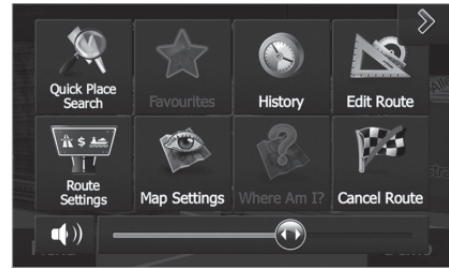 Quick Place
Search
Favourites
History
Edit Route
Route
Settings
Map Settings
Where Am I?
Cancel Route